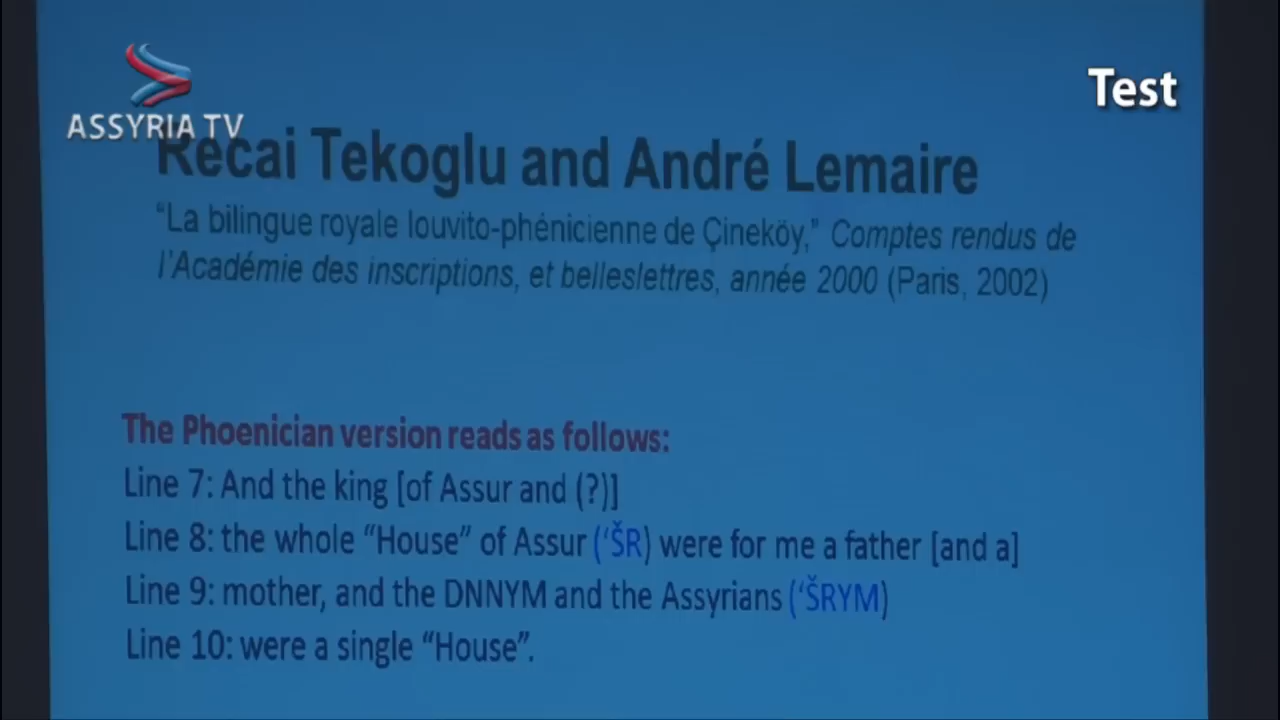 ASSYRIA TV
Test
Recai Tekoglu and André Lemaire
“La bilingue royale louvito-phénicienne de Çineköy,” Comptes rendus de
l’Académie des inscriptions, et belleslettres, année 2000 (Paris, 2002)
The Phoenician version reads as follows:
Line 7: And the king [of Assur and (?)]
Line 8: the whole “House” of Assur (‘ŠR) were for me a father [and a]
Line 9: mother, and the DNNYM and the Assyrians (‘ŠRYM)
Line 10: were a single “House”.